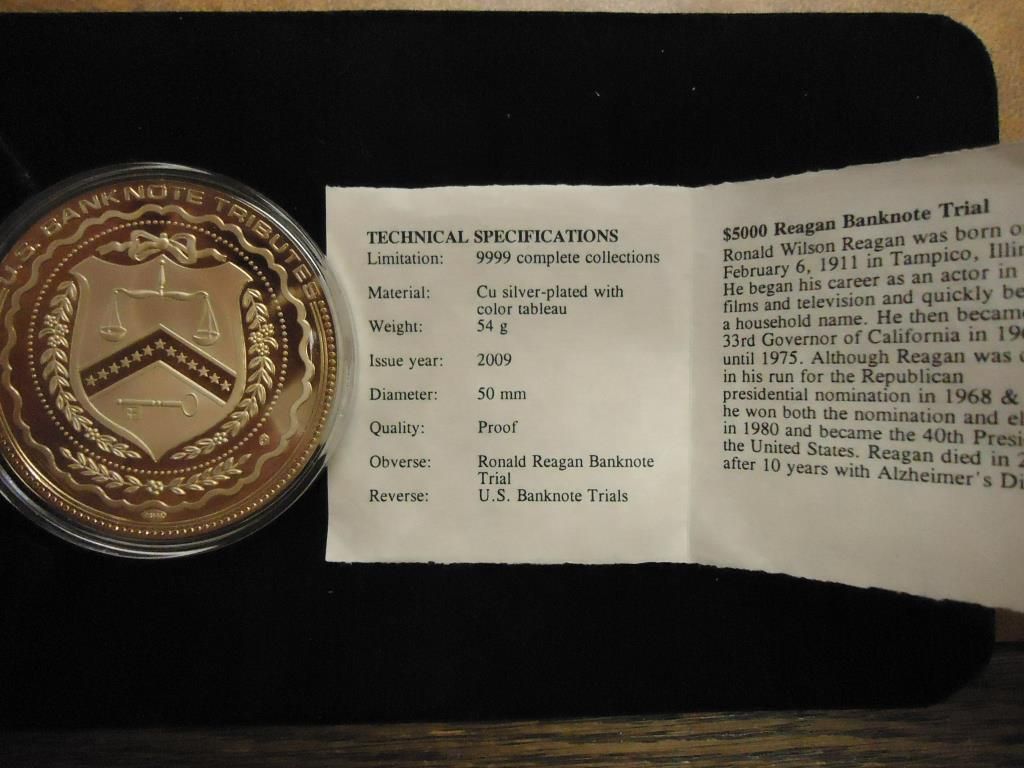 U.S. BANKNOTE TRIBUTES
TECHNICAL SPECIFICATIONS
Limitation: 9999 complete collections
Material: Cu silver-plated with
color tableau
Weight: 54 g
Issue year: 2009
Diameter: 50 mm
Quality: Proof
Obverse: Ronald Reagan Banknote
Trial
Reverse: U.S. Banknote Trials
$5000 Reagan Banknote Trial
Ronald Wilson Reagan was born
February 6, 1911 in Tampico,
He began his career as an actor in
films and television and quickly
a household name. He then
33rd Governor of California in
until 1975. Although Reagan was
in his run for the Republican
presidential nomination in 1968 &
he won both the nomination and
in 1980 and became the 40th
the United States. Reagan died in
after 10 years with Alzheimer's